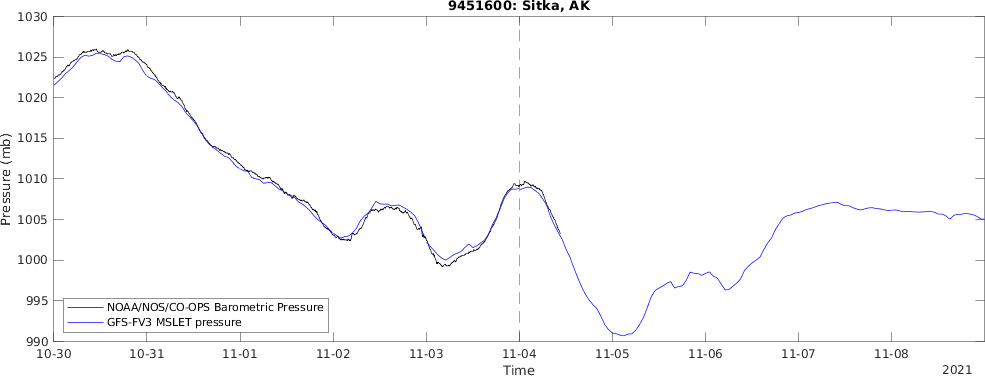 9451600: Sitka, AK
Pressure (mb)
1030
1025
1020
1015
1010
1005
1000
995
990
NOAA/NOS/CO-OPS Barometric Pressure
GFS-FV3 MSLET pressure
10-30 10-31 11-01 11-02 11-03 11-04 11-05 11-06 11-07 11-08
Time
2021